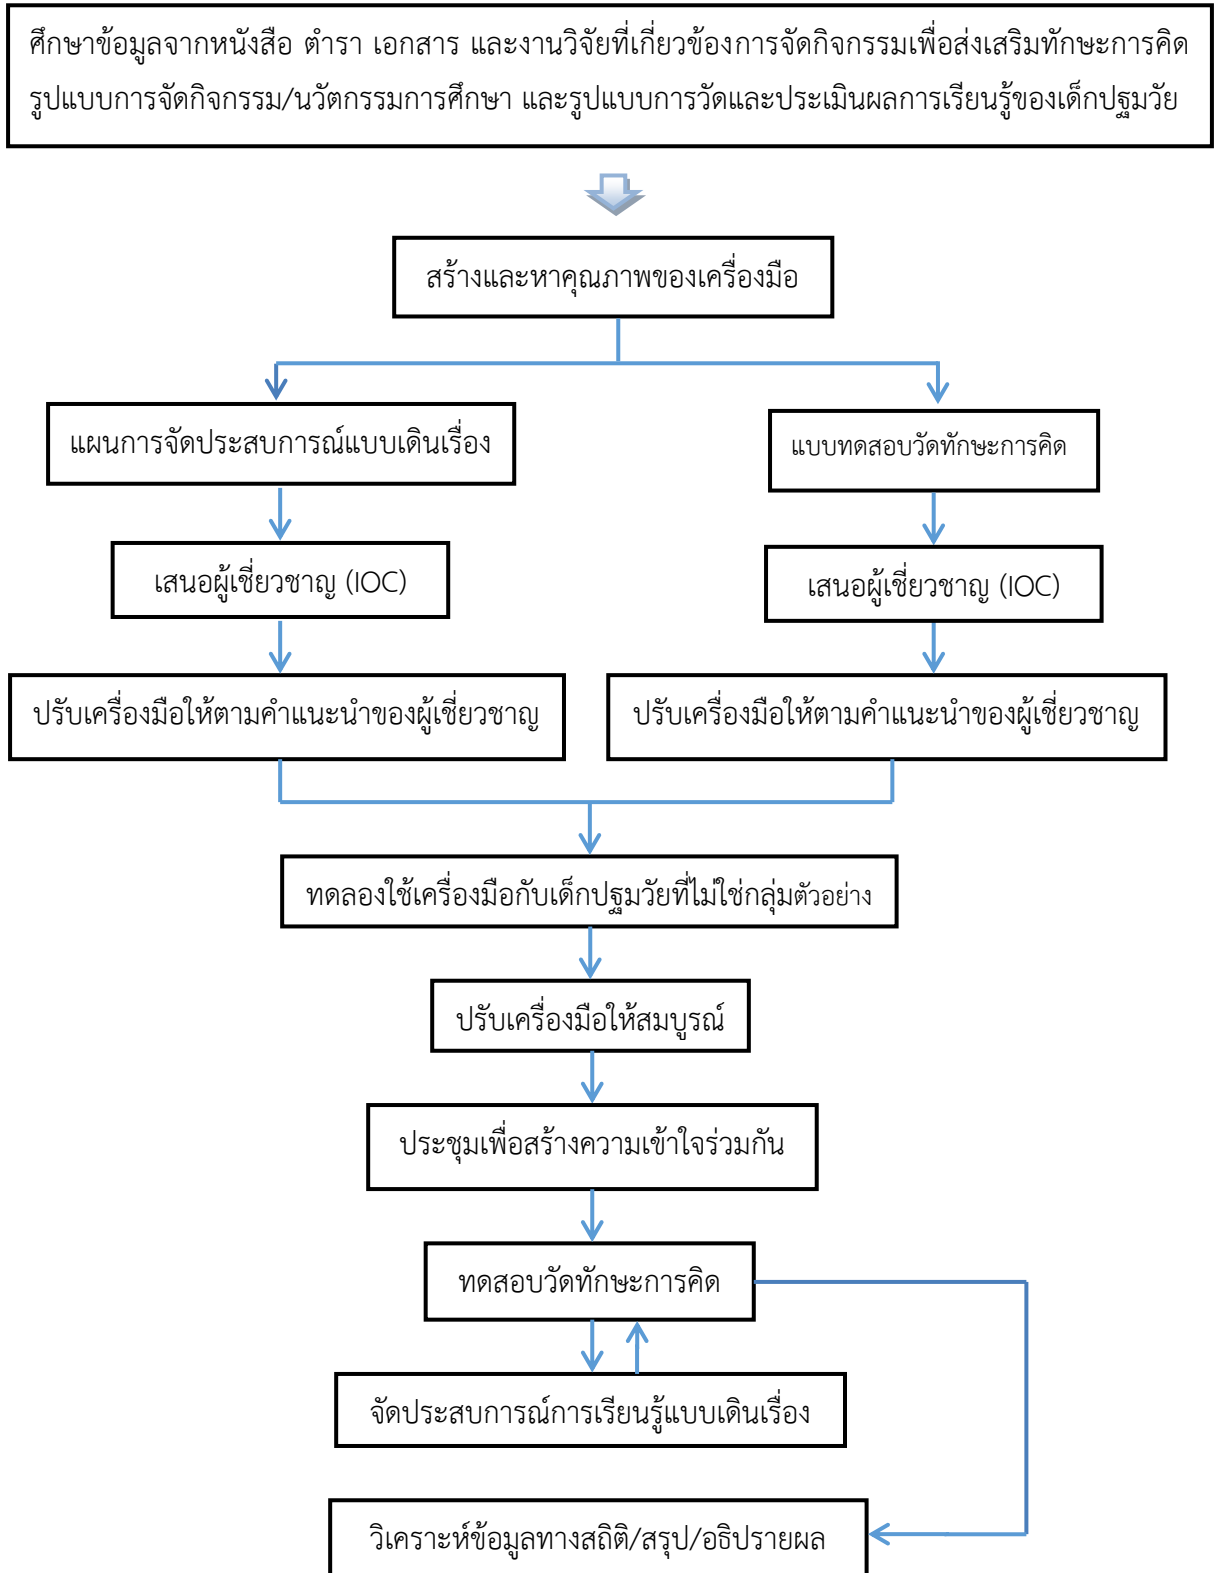 ศึกษาข้อมูลจากหนังสือ ตำรา เอกสาร และงานวิจัยที่เกี่ยวข้องการจัดกิจกรรมเพื่อส่งเสริมทักษะการคิด
รูปแบบการจัดกิจกรรม/นวัตกรรมการศึกษา และรูปแบบการวัดและประเมินผลการเรียนรู้ของเด็กปฐมวัย
สร้างและหาคุณภาพของเครื่องมือ
แผนการจัดประสบการณ์แบบเดินเรื่อง
แบบทดสอบวัดทักษะการคิด
เสนอผู้เชี่ยวชาญ (IOC)
เสนอผู้เชี่ยวชาญ (IOC)
ปรับเครื่องมือให้ตามคำแนะนำของผู้เชี่ยวชาญ
ปรับเครื่องมือให้ตามคำแนะนำของผู้เชี่ยวชาญ
ทดลองใช้เครื่องมือกับเด็กปฐมวัยที่ไม่ใช่กลุ่มตัวอย่าง
ปรับเครื่องมือให้สมบูรณ์
ประชุมเพื่อสร้างความเข้าใจร่วมกัน
ทดสอบวัดทักษะการคิด
จัดประสบการณ์การเรียนรู้แบบเดินเรื่อง
วิเคราะห์ข้อมูลทางสถิติ/สรุป/อธิปรายผล